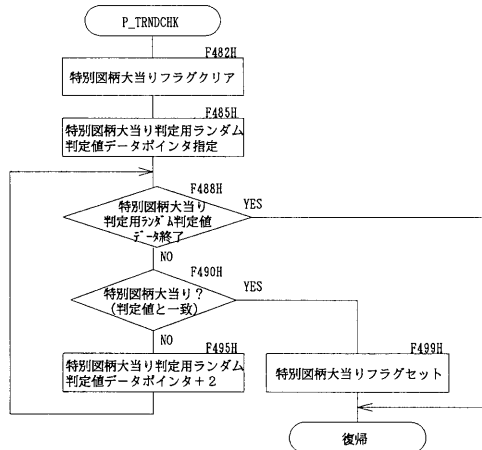 P_TRNDCHK
F482H
特別図柄大当りフラグクリア
F485H
特別図柄大当り判定用ランダム
判定値データポインタ指定
F488H
特別図柄大当り
判定用ランダム判定値
データ終了
YES
NO
F490H
特別図柄大当り?
(判定値と一致)
YES
NO
F495H
特別図柄大当り判定用ランダム
判定値データポインタ+2
F499H
特別図柄大当りフラグセット
復帰